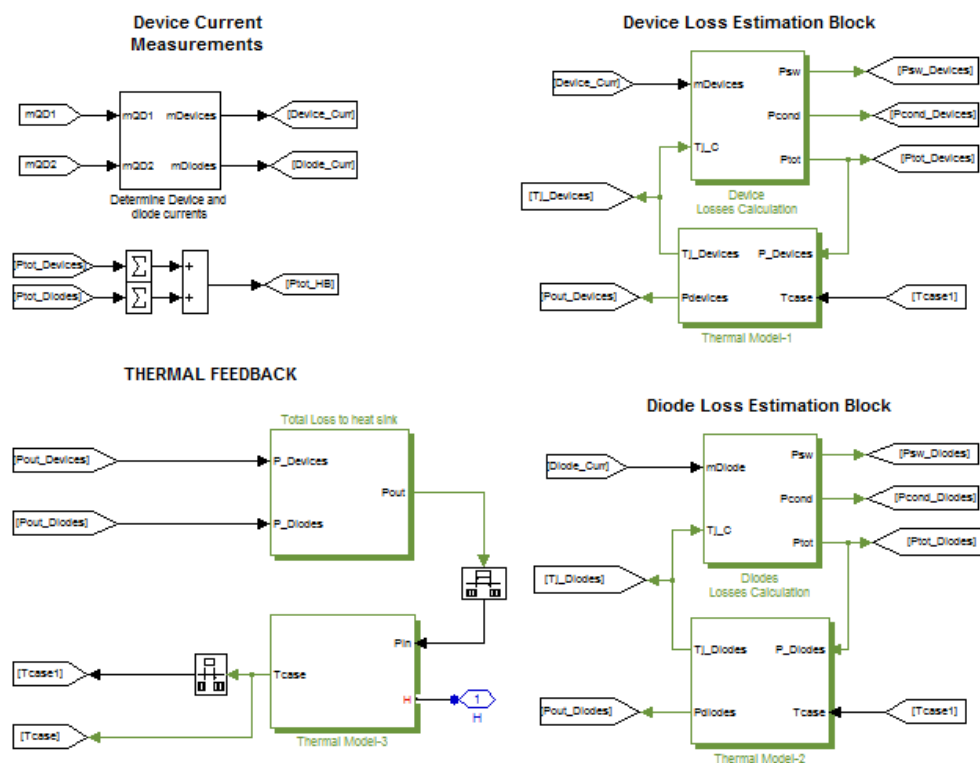 Device Current
Measurements
mQD1
mQD2
mQD1
mQD2
mDevices
mDiodes
[Device_Curr]
[Diode_Curr]
Determine Device and
diode currents
[Ptot_Devices]
[Ptot_Diodes]
Σ
Σ
+
+
[Ptot_HB]
Device Loss Estimation Block
[Device_Curr]
mDevices
Tj_C
Psw
Pcond
Ptot
[Psw_Devices]
[Pcond_Devices]
[Ptot_Devices]
Device
Losses Calculation
[Tj_Devices]
[Pout_Devices]
Tj_Devices
Pdevices
P_Devices
Tcase
[Tcase1]
Thermal Model-1
THERMAL FEEDBACK
Total Loss to heat sink
[Pout_Devices]
[Pout_Diodes]
P_Devices
P_Diodes
Pout
Pin
Tcase
H
1
H
[Tcase1]
[Tcase]
Thermal Model-3
Diode Loss Estimation Block
[Diode_Curr]
mDiode
Tj_C
Psw
Pcond
Ptot
[Psw_Diodes]
[Pcond_Diodes]
[Ptot_Diodes]
Diodes
Losses Calculation
[Tj_Diodes]
[Pout_Diodes]
Tj_Diodes
Pdiodes
P_Diodes
Tcase
[Tcase1]
Thermal Model-2